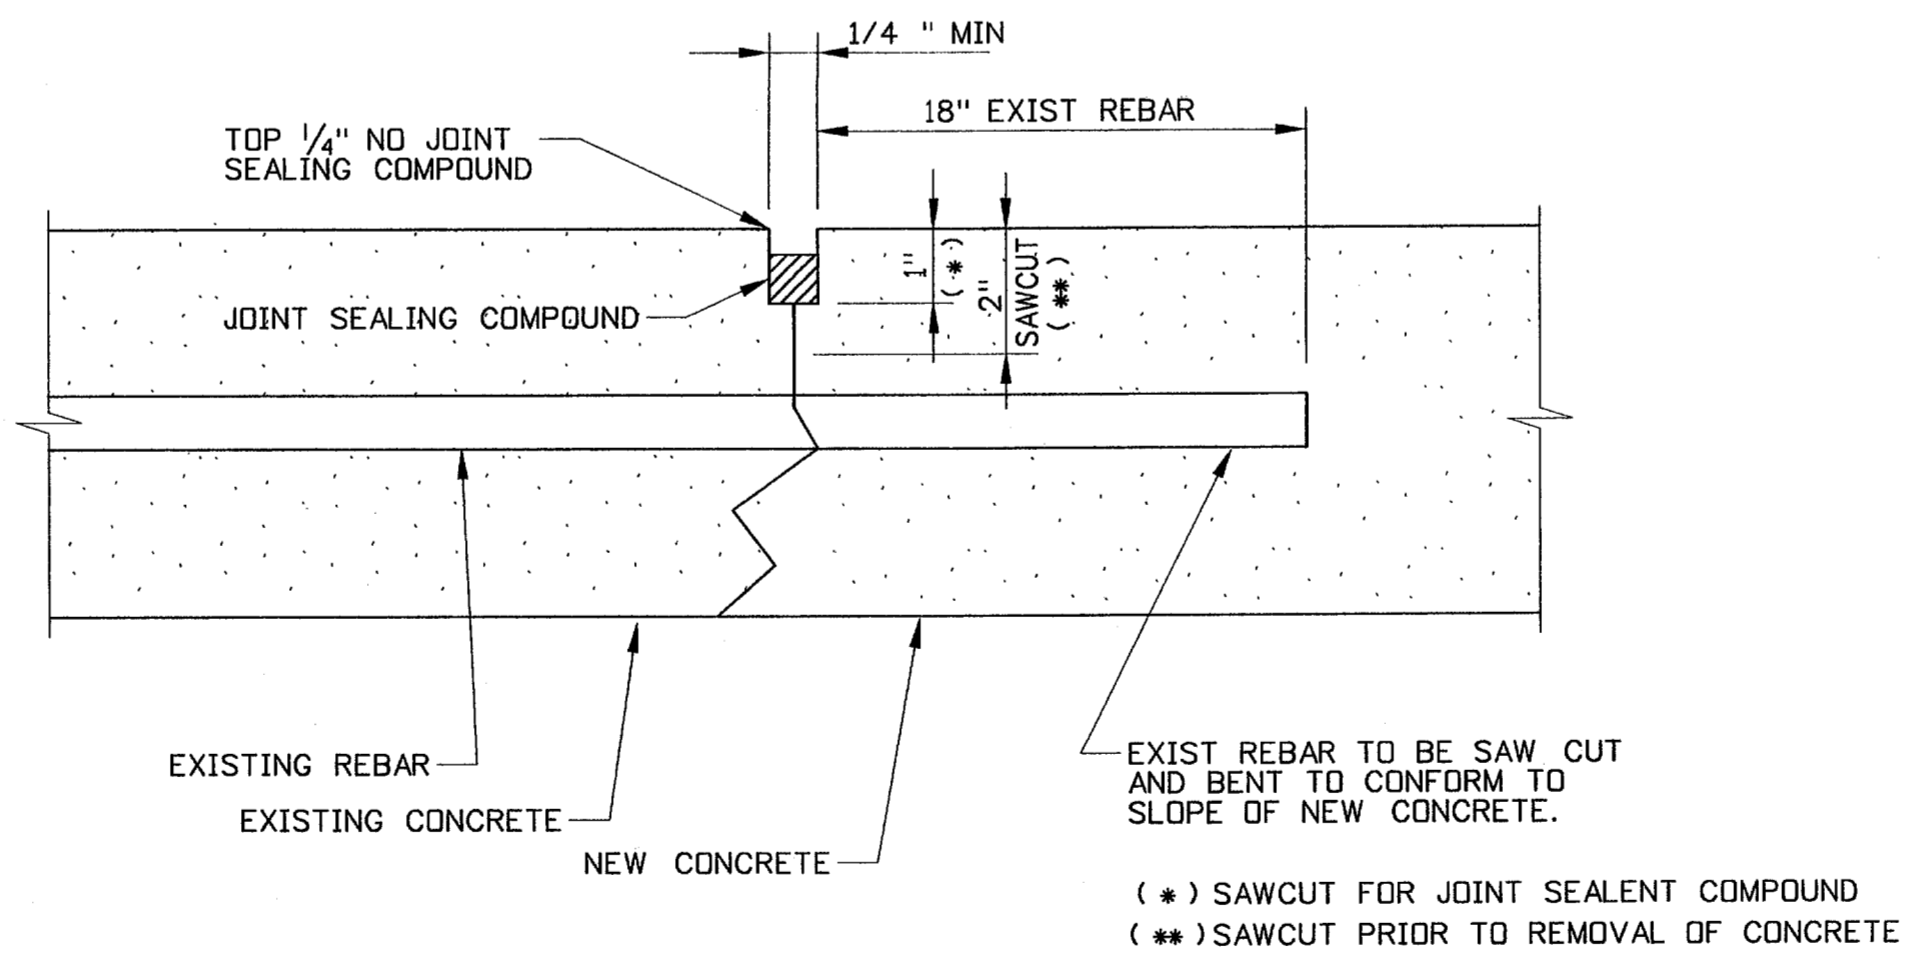 1/4 " MIN
18" EXIST REBAR
TOP 1/4" NO JOINT
SEALING COMPOUND
1"
(*)
2"
SAWCUT
(**)
JOINT SEALING COMPOUND
EXISTING REBAR
EXISTING CONCRETE
NEW CONCRETE
EXIST REBAR TO BE SAW CUT
AND BENT TO CONFORM TO
SLOPE OF NEW CONCRETE.
(*) SAWCUT FOR JOINT SEALENT COMPOUND
(**) SAWCUT PRIOR TO REMOVAL OF CONCRETE